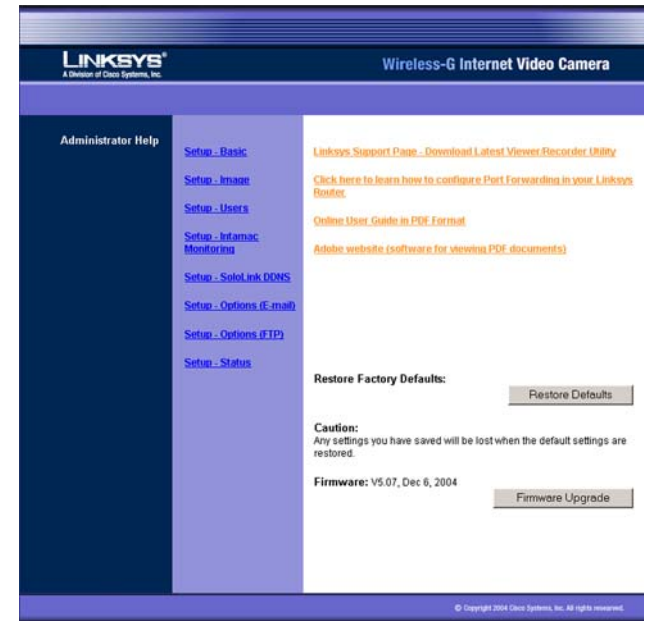 LINKSYS®
A Division of Cisco Systems, Inc.
Wireless-G Internet Video Camera
Administrator Help
Setup - Basic
Setup - Image
Setup - Users
Setup - Intamac
Monitoring
Setup - SoloLink DDNS
Setup - Options (E-mail)
Setup - Options (FTP)
Setup - Status
Linksys Support Page - Download Latest Viewer/Recorder Utility
Click here to learn how to configure Port Forwarding in your Linksys
Router.
Online User Guide in PDF Format
Adobe website (software for viewing PDF documents)
Restore Factory Defaults:
Restore Defaults
Caution:
Any settings you have saved will be lost when the default settings are
restored.
Firmware: V5.07, Dec 6, 2004
Firmware Upgrade
© Copyright 2004 Cisco Systems, Inc. All rights reserved.